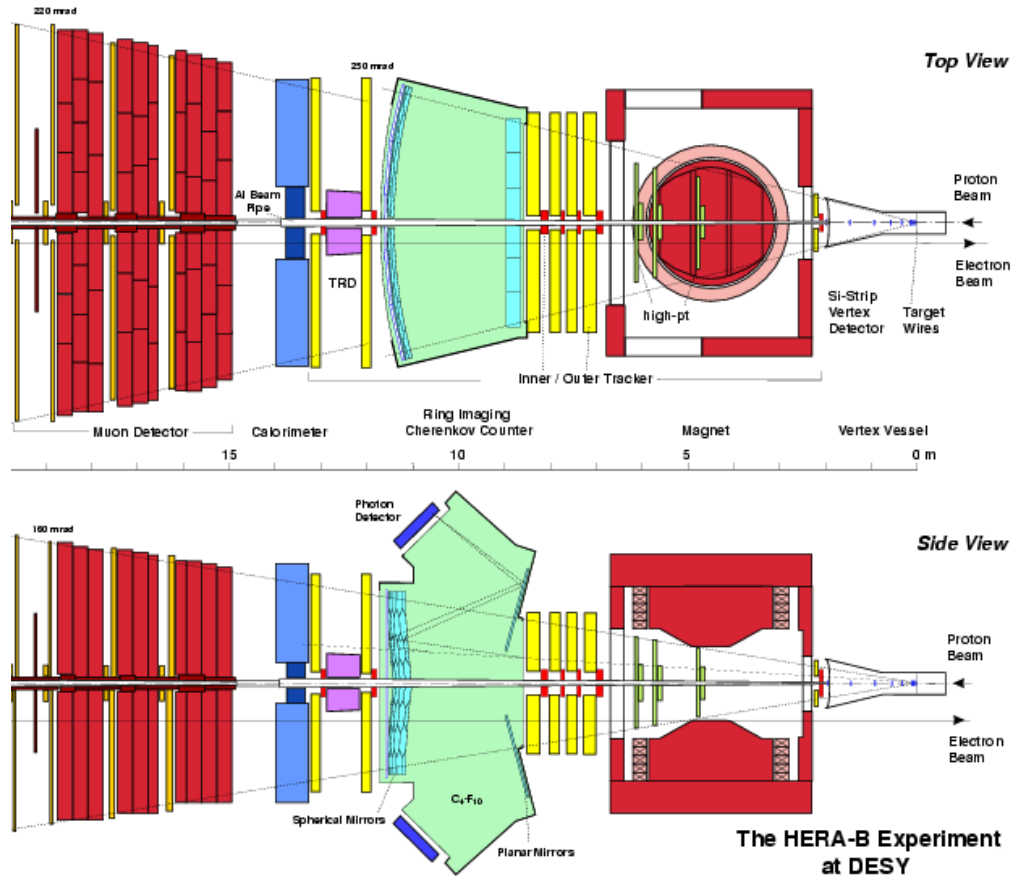 220 mrad
250 mrad
Top View
Al Beam
Pipe
Proton
Beam
Electron
Beam
TRD
high-pt
Si-Strip
Vertex
Detector
Target
Wires
Inner / Outer Tracker
Muon Detector
Calorimeter
Ring Imaging
Cherenkov Counter
Magnet
Vertex Vessel
15
10
5
0 m
160 mrad
Photon
Detector
Side View
Proton
Beam
Electron
Beam
C4-F10
Spherical Mirrors
Planar Mirrors
The HERA-B Experiment
at DESY